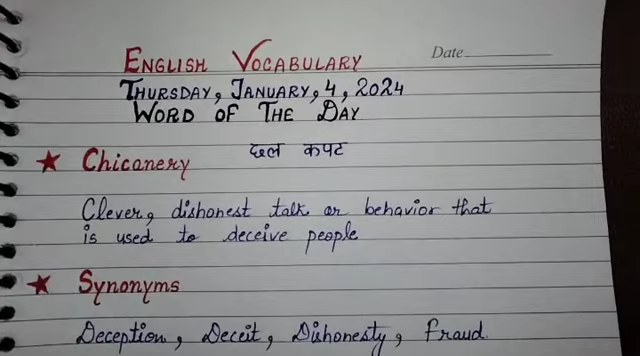 ENGLISH VOCABULARY
Date
THURSDAY, JANUARY, 4, 2024
WORD OF THE DAY
★ Chicanery छल कपट
Clever, dishonest talk or behavior that
is used to deceive people
★ Synonyms
Deception, Deceit, Dishonesty, fraud